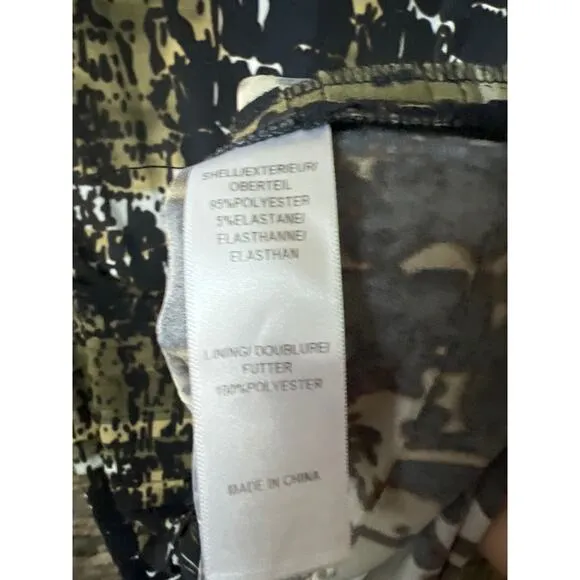 SHELL/EXTERIEUR/
OBERTEIL
95%POLYESTER
5%ELASTANE/
ELASTHANNE/
ELASTHAN
LINING/ DOUBLURE/
FUTTER
100%POLYESTER
MADE IN CHINA